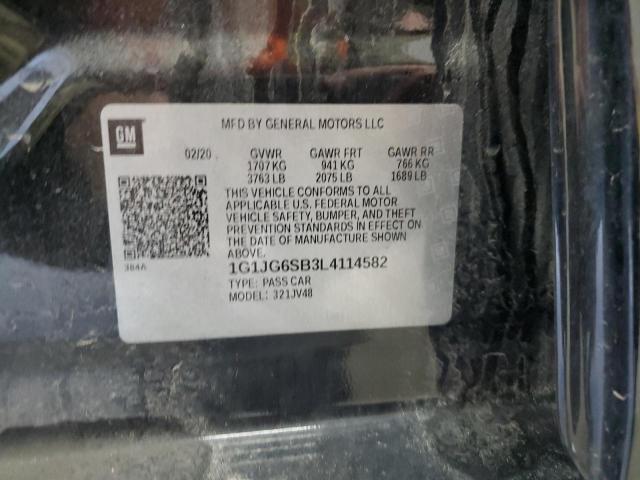 MFD BY GENERAL MOTORS LLC
GM
02/20 GVWR GAWR FRT GAWR RR
1707 KG 941 KG 766 KG
3763 LB 2075 LB 1689 LB
THIS VEHICLE CONFORMS TO ALL
APPLICABLE U.S. FEDERAL MOTOR
VEHICLE SAFETY, BUMPER, AND THEFT
PREVENTION STANDARDS IN EFFECT ON
THE DATE OF MANUFACTURE SHOWN
ABOVE.
384A
1G1JG6SB3L4114582
TYPE: PASS CAR
MODEL: 321JV48